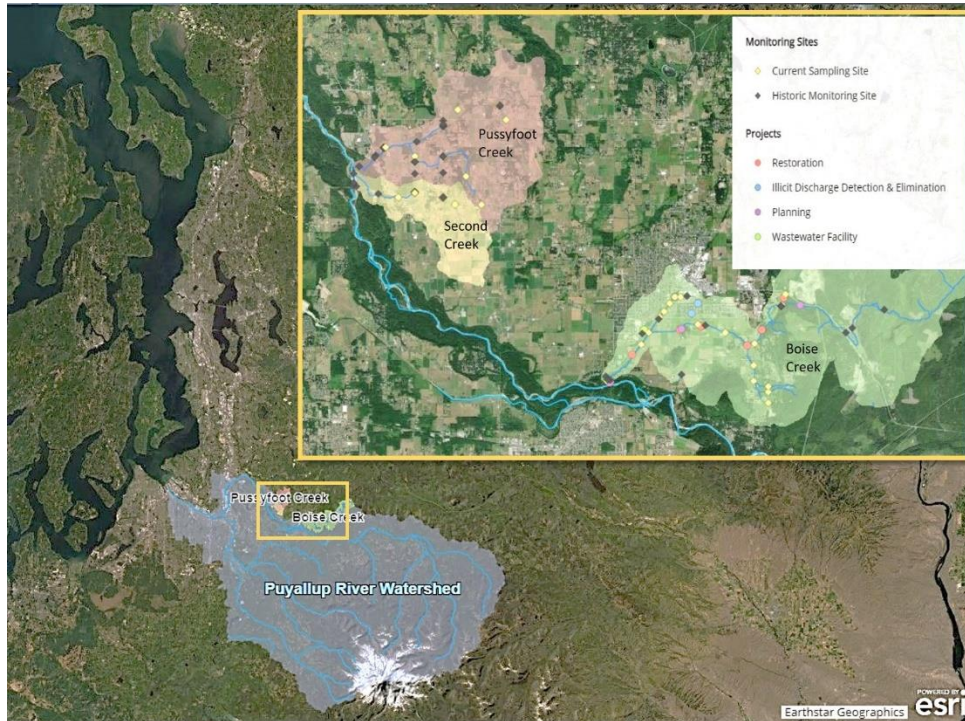 Monitoring Sites
Current Sampling Site
Historic Monitoring Site
Projects
Restoration
Illicit Discharge Detection & Elimination
Planning
Wastewater Facility
Pussyfoot
Creek
Second
Creek
Boise
Creek
Pussyfoot Creek
Boise Creek
Puyallup River Watershed
Earthstar Geographics
POWERED BY
esri